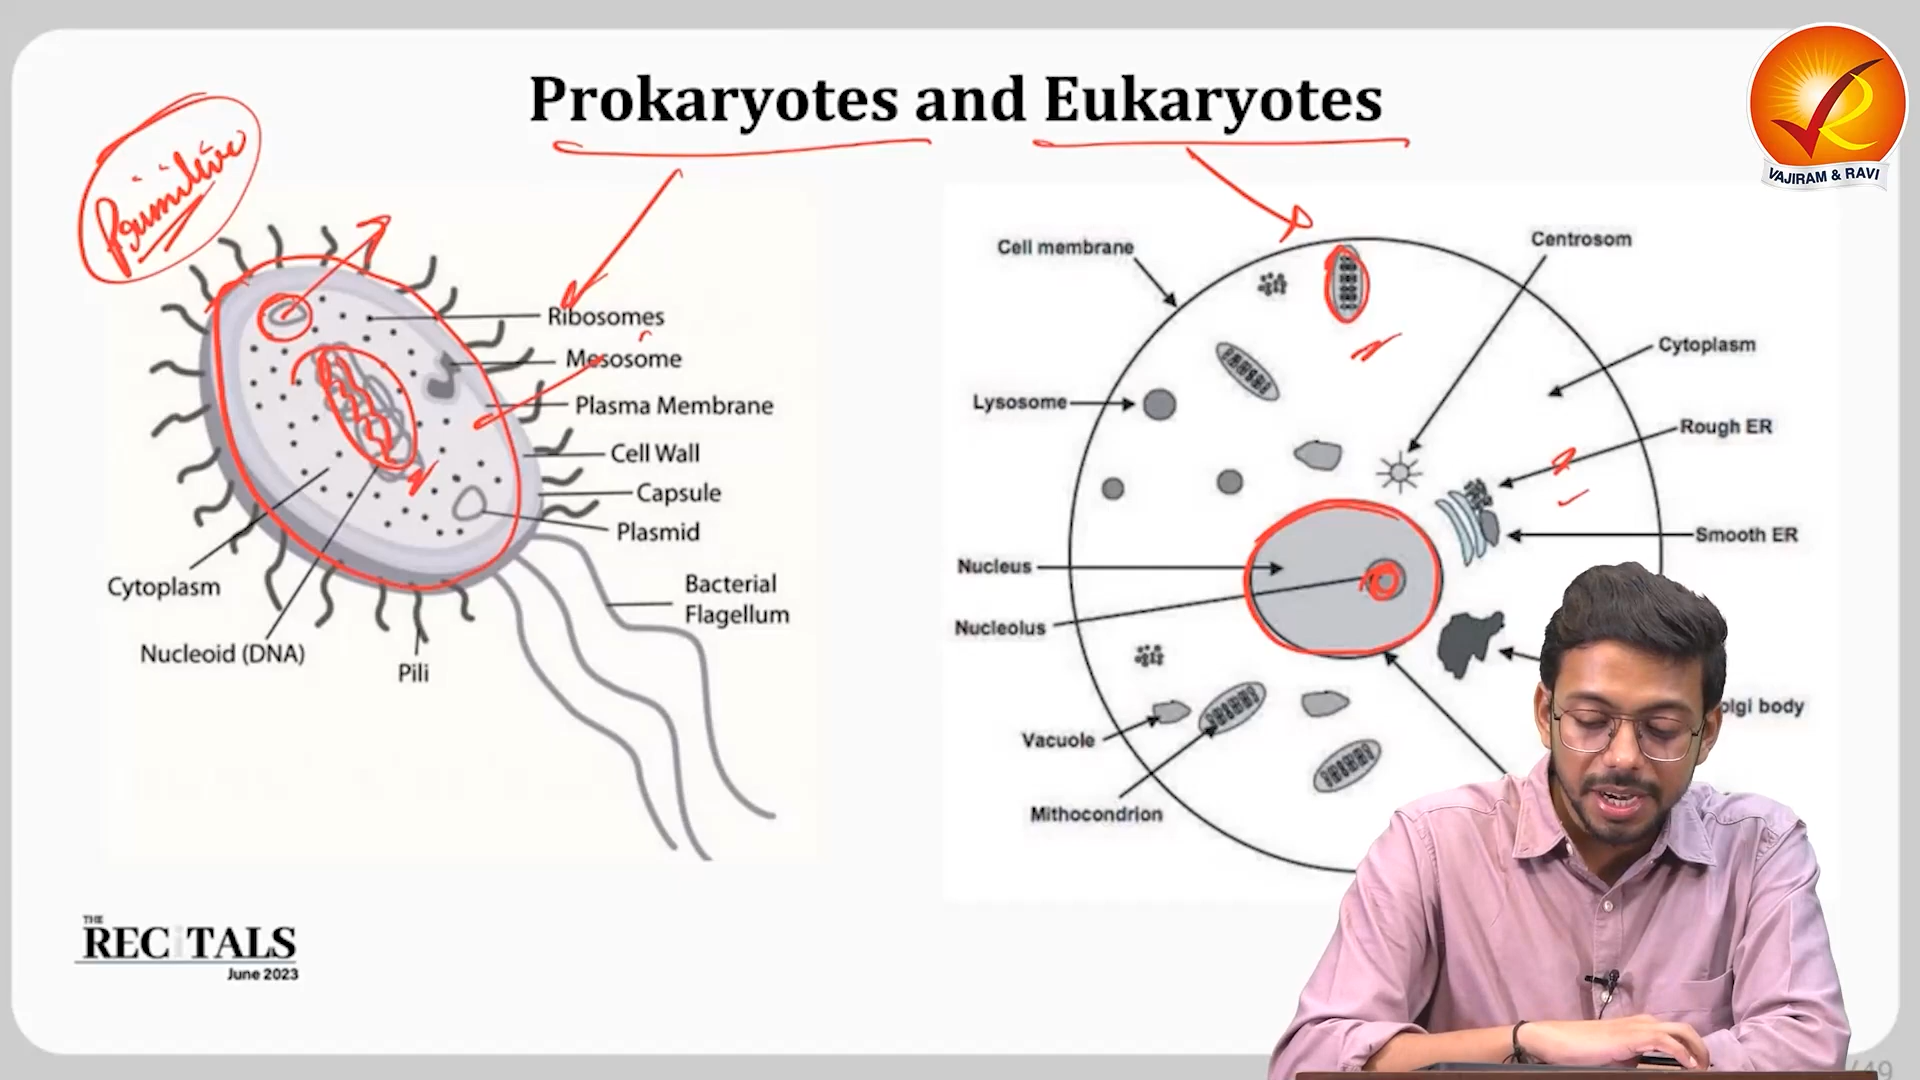 Prokaryotes and Eukaryotes
VAJIRAM & RAVI
Primitive
Ribosomes
Mesosome
Plasma Membrane
Cell Wall
Capsule
Plasmid
Bacterial
Flagellum
Cytoplasm
Nucleoid (DNA)
Pili
Cell membrane
Centrosom
Cytoplasm
Lysosome
Rough ER
Smooth ER
Nucleus
Nucleolus
olgi body
Vacuole
Mithocondrion
THE
RECiTALS
June 2023
/49